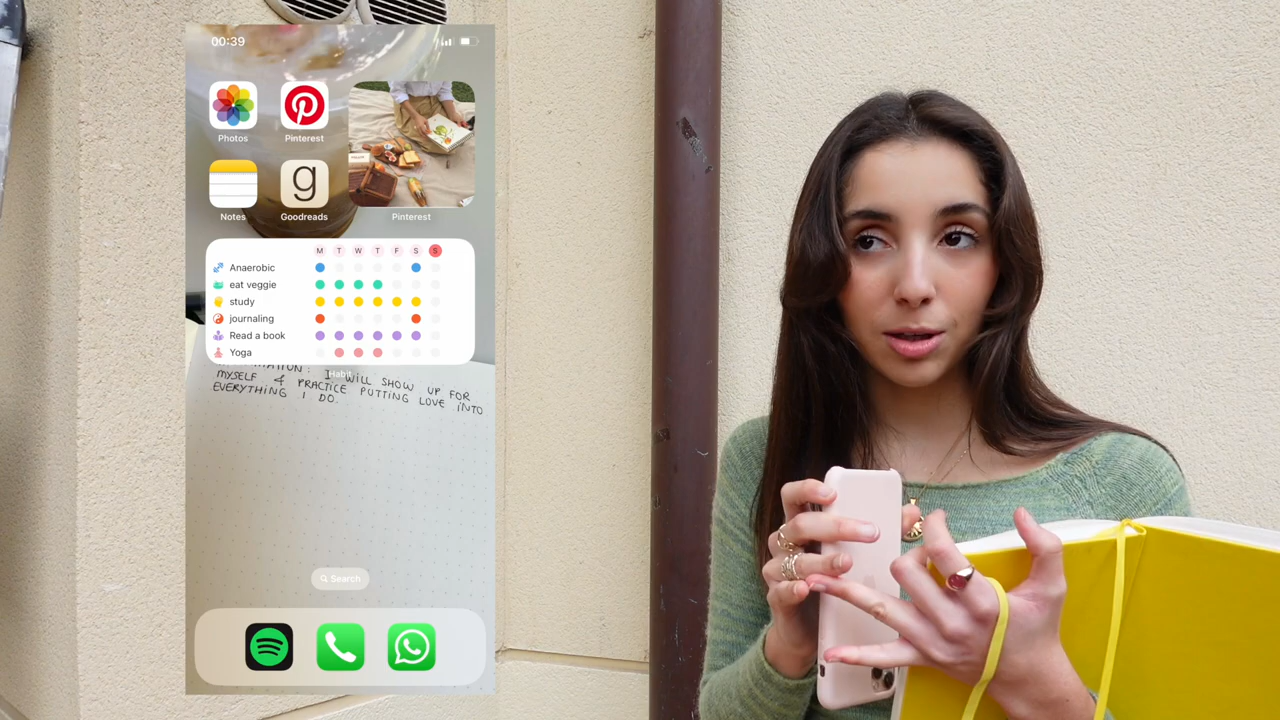 00:39
Photos
Pinterest
Notes
Goodreads
Pinterest
M T W T F S S
Anaerobic
eat veggie
study
journaling
Read a book
Yoga
Habit
I WILL SHOW UP FOR
MYSELF & PRACTICE PUTTING LOVE INTO
EVERYTHING I DO.
Search